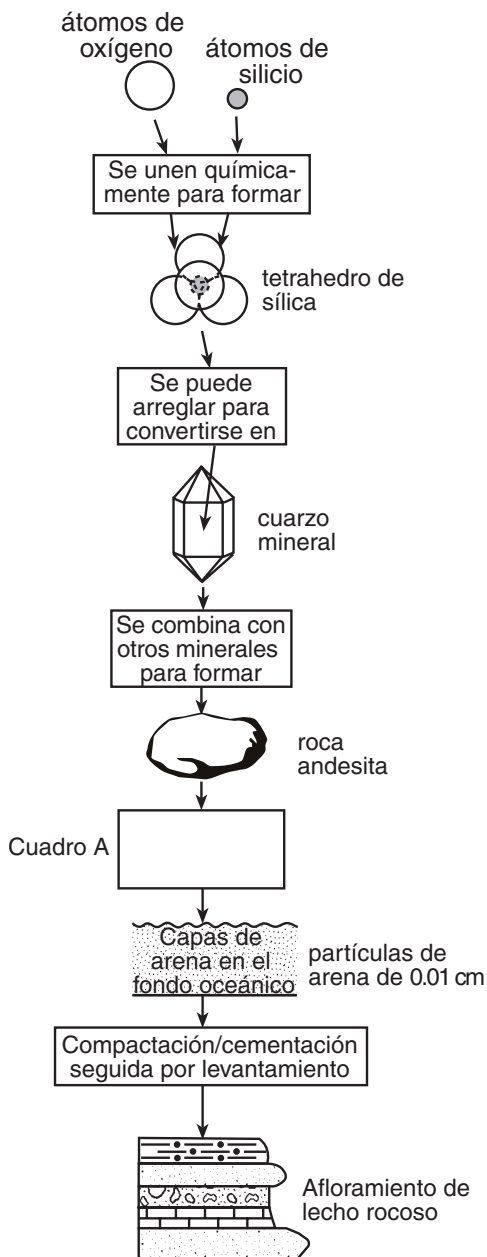 átomos de
oxígeno
átomos de
silicio
Se unen química-
mente para formar
tetrahedro de
sílica
Se puede
arreglar para
convertirse en
cuarzo
mineral
Se combina con
otros minerales
para formar
roca
andesita
Cuadro A
Capas de
arena en el
fondo oceánico
partículas de
arena de 0.01 cm
Compactación/cementación
seguida por levantamiento
Afloramiento de
lecho rocoso